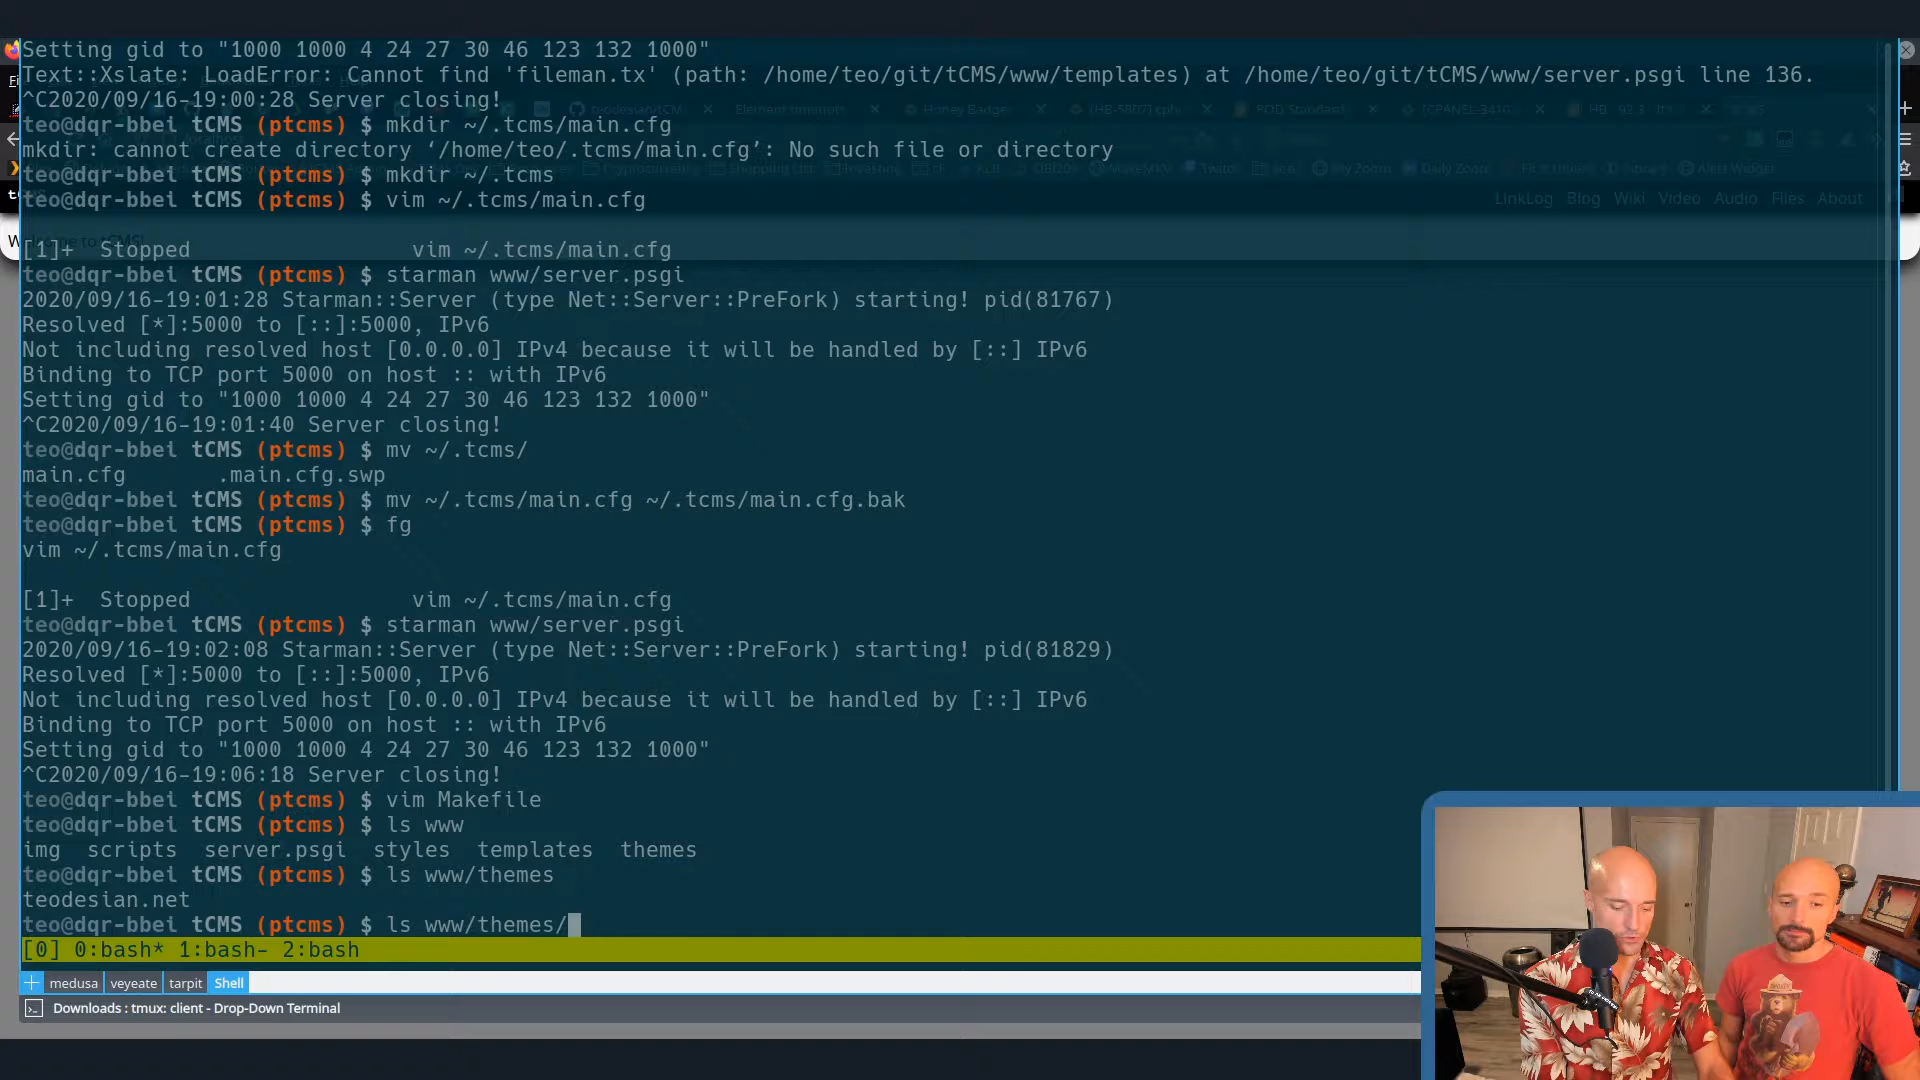 Setting gid to "1000 1000 4 24 27 30 46 123 132 1000"
Text::Xslate: LoadError: Cannot find 'fileman.tx' (path: /home/teo/git/tCMS/www/templates) at /home/teo/git/tCMS/www/server.psgi line 136.
^C2020/09/16-19:00:28 Server closing!
teo@dqr-bbei tCMS (ptcms) $ mkdir ~/.tcms/main.cfg
mkdir: cannot create directory ‘/home/teo/.tcms/main.cfg’: No such file or directory
teo@dqr-bbei tCMS (ptcms) $ mkdir ~/.tcms
teo@dqr-bbei tCMS (ptcms) $ vim ~/.tcms/main.cfg
LinkLog Blog Wiki Video Audio Files About
[1]+  Stopped                 vim ~/.tcms/main.cfg
teo@dqr-bbei tCMS (ptcms) $ starman www/server.psgi
2020/09/16-19:01:28 Starman::Server (type Net::Server::PreFork) starting! pid(81767)
Resolved [*]:5000 to [::]:5000, IPv6
Not including resolved host [0.0.0.0] IPv4 because it will be handled by [::] IPv6
Binding to TCP port 5000 on host :: with IPv6
Setting gid to "1000 1000 4 24 27 30 46 123 132 1000"
^C2020/09/16-19:01:40 Server closing!
teo@dqr-bbei tCMS (ptcms) $ mv ~/.tcms/
main.cfg       .main.cfg.swp
teo@dqr-bbei tCMS (ptcms) $ mv ~/.tcms/main.cfg ~/.tcms/main.cfg.bak
teo@dqr-bbei tCMS (ptcms) $ fg
vim ~/.tcms/main.cfg
[1]+  Stopped                 vim ~/.tcms/main.cfg
teo@dqr-bbei tCMS (ptcms) $ starman www/server.psgi
2020/09/16-19:02:08 Starman::Server (type Net::Server::PreFork) starting! pid(81829)
Resolved [*]:5000 to [::]:5000, IPv6
Not including resolved host [0.0.0.0] IPv4 because it will be handled by [::] IPv6
Binding to TCP port 5000 on host :: with IPv6
Setting gid to "1000 1000 4 24 27 30 46 123 132 1000"
^C2020/09/16-19:06:18 Server closing!
teo@dqr-bbei tCMS (ptcms) $ vim Makefile
teo@dqr-bbei tCMS (ptcms) $ ls www
img  scripts  server.psgi  styles  templates  themes
teo@dqr-bbei tCMS (ptcms) $ ls www/themes
teodesian.net
teo@dqr-bbei tCMS (ptcms) $ ls www/themes/
[0] 0:bash* 1:bash- 2:bash
medusa veyeate tarpit Shell
Downloads : tmux: client - Drop-Down Terminal